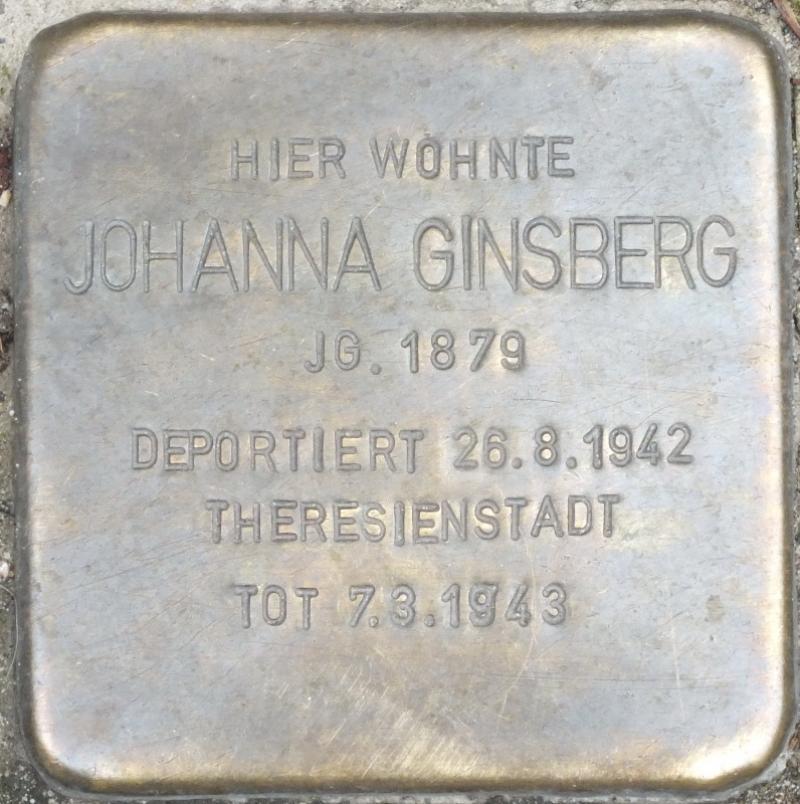 HIER WOHNTE
JOHANNA GINSBERG
JG. 1879
DEPORTIERT 26.8.1942
THERESIENSTADT
TOT 7.3.1943